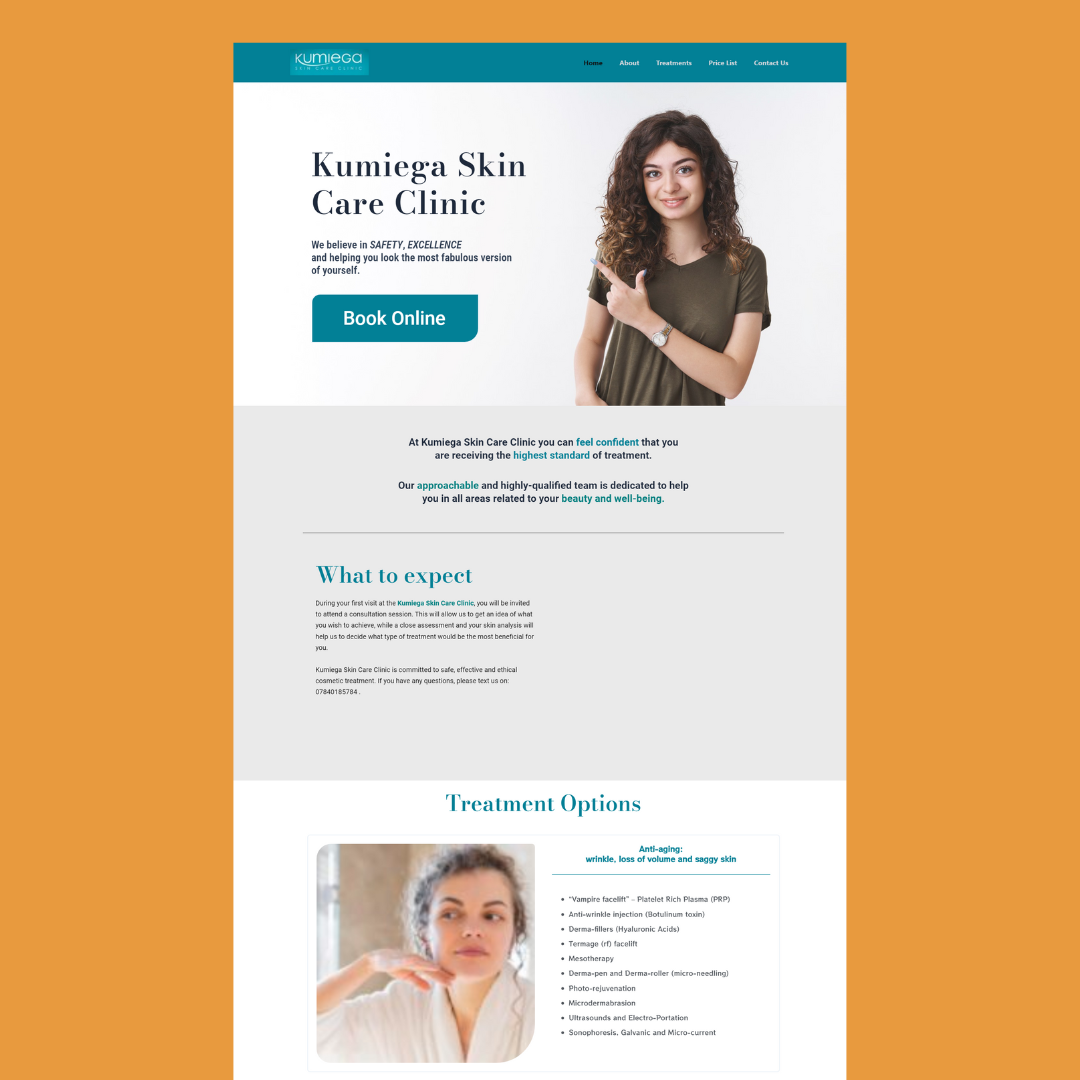 KUMIEGA
SKIN CARE CLINIC
Home About Treatments Price List Contact Us
Kumiega Skin
Care Clinic
We believe in SAFETY, EXCELLENCE
and helping you look the most fabulous version
of yourself.
Book Online
At Kumiega Skin Care Clinic you can feel confident that you
are receiving the highest standard of treatment.
Our approachable and highly-qualified team is dedicated to help
you in all areas related to your beauty and well-being.
What to expect
During your first visit at the Kumiega Skin Care Clinic, you will be invited
to attend a consultation session. This will allow us to get an idea of what
you wish to achieve, while a close assessment and your skin analysis will
help us to decide what type of treatment would be the most beneficial for
you.
Kumiega Skin Care Clinic is committed to safe, effective and ethical
cosmetic treatment. If you have any questions, please text us on:
07840185784 .
Treatment Options
Anti-aging:
wrinkle, loss of volume and saggy skin
• “Vampire facelift” – Platelet Rich Plasma (PRP)
• Anti-wrinkle injection (Botulinum toxin)
• Derma-fillers (Hyaluronic Acids)
• Termage (rf) facelift
• Mesotherapy
• Derma-pen and Derma-roller (micro-needling)
• Photo-rejuvenation
• Microdermabrasion
• Ultrasounds and Electro-Portation
• Sonophoresis, Galvanic and Micro-current